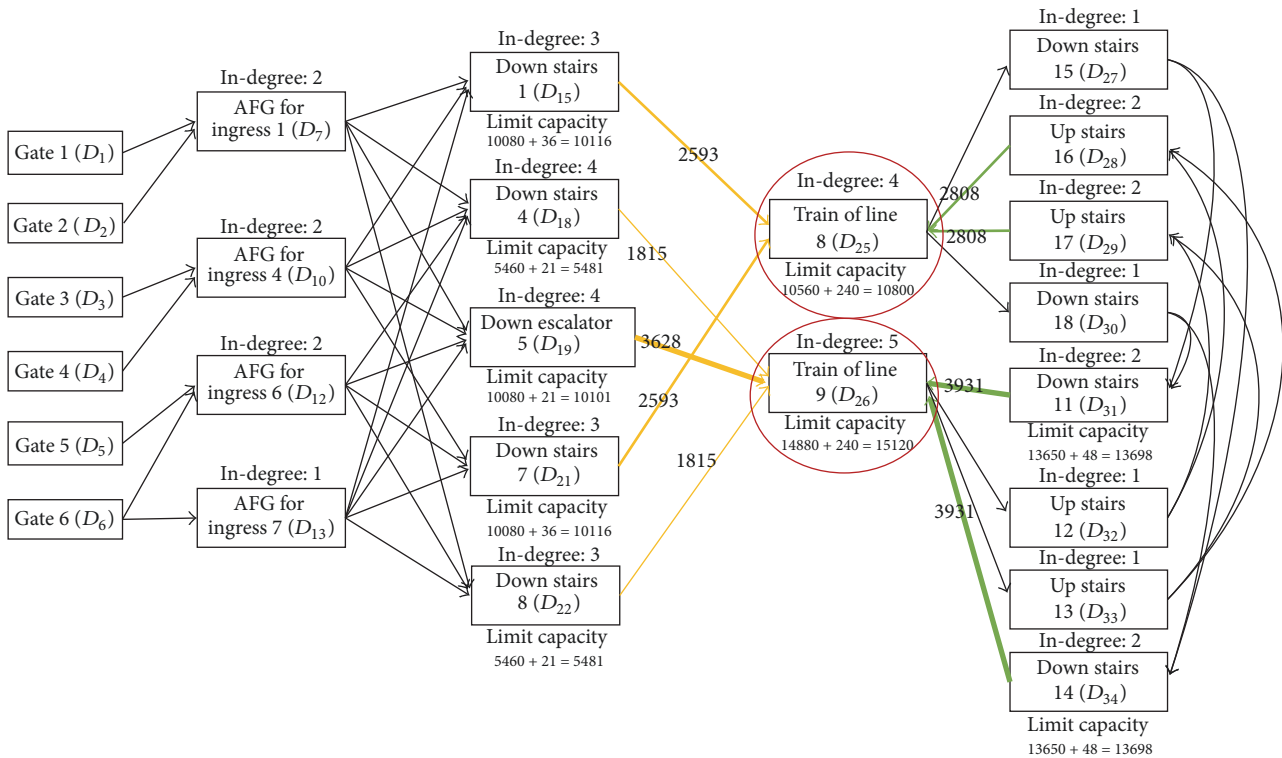 Gate 1 (D1)
Gate 2 (D2)
Gate 3 (D3)
Gate 4 (D4)
Gate 5 (D5)
Gate 6 (D6)
In-degree: 2
AFG for
ingress 1 (D7)
In-degree: 2
AFG for
ingress 4 (D10)
In-degree: 2
AFG for
ingress 6 (D12)
In-degree: 1
AFG for
ingress 7 (D13)
In-degree: 3
Down stairs
1 (D15)
Limit capacity
10080 + 36 = 10116
In-degree: 4
Down stairs
4 (D18)
Limit capacity
5460 + 21 = 5481
In-degree: 4
Down escalator
5 (D19)
Limit capacity
10080 + 21 = 10101
In-degree: 3
Down stairs
7 (D21)
Limit capacity
10080 + 36 = 10116
In-degree: 3
Down stairs
8 (D22)
Limit capacity
5460 + 21 = 5481
2593
1815
3628
2593
1815
In-degree: 4
Train of line
8 (D25)
Limit capacity
10560 + 240 = 10800
In-degree: 5
Train of line
9 (D26)
Limit capacity
14880 + 240 = 15120
2808
2808
3931
3931
In-degree: 1
Down stairs
15 (D27)
In-degree: 2
Up stairs
16 (D28)
In-degree: 2
Up stairs
17 (D29)
In-degree: 1
Down stairs
18 (D30)
In-degree: 2
Down stairs
11 (D31)
Limit capacity
13650 + 48 = 13698
In-degree: 1
Up stairs
12 (D32)
In-degree: 1
Up stairs
13 (D33)
In-degree: 2
Down stairs
14 (D34)
Limit capacity
13650 + 48 = 13698